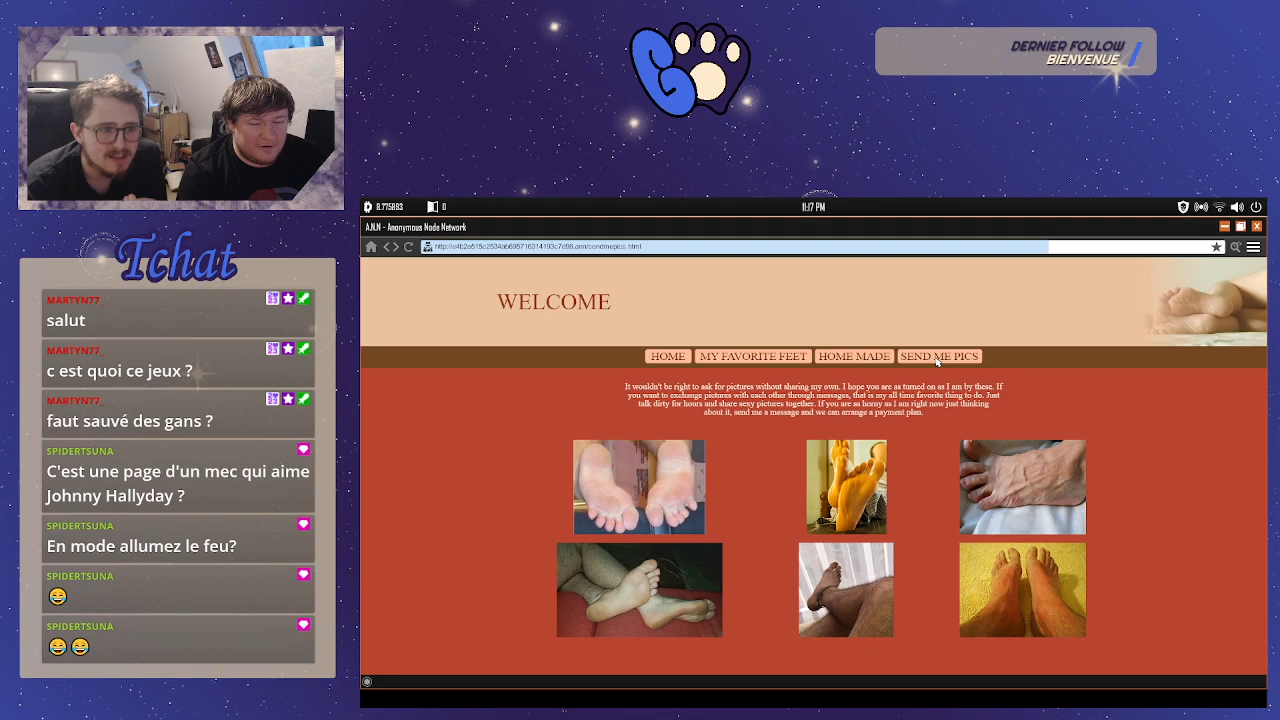 DERNIER FOLLOW
BIENVENUE
8.775893
0
11:17 PM
A.N.N - Anonymous Node Network
WELCOME
HOME
MY FAVORITE FEET
HOME MADE
SEND ME PICS
It wouldn't be right to ask for pictures without sharing my own. I hope you are as turned on as I am by these. If
you want to exchange pictures with each other through messages, that is my all time favorite thing to do. Just
talk dirty for hours and share sexy pictures together. If you are as horny as I am right now just thinking
about it, send me a message and we can arrange a payment plan.
Tchat
MARTYN77_
salut
MARTYN77_
c est quoi ce jeux ?
MARTYN77_
faut sauve des gans ?
SPIDERTSUNA
C'est une page d'un mec qui aime
Johnny Hallyday ?
SPIDERTSUNA
En mode allumez le feu?
SPIDERTSUNA
SPIDERTSUNA